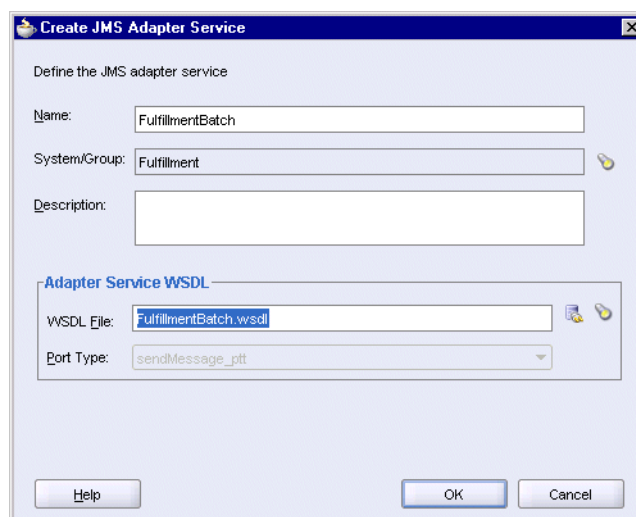 Create JMS Adapter Service
Define the JMS adapter service
Name: FulfillmentBatch
System/Group: Fulfillment
Description:
Adapter Service WSDL
WSDL File: FulfillmentBatch.wsdl
Port Type: sendMessage_ptt
Help OK Cancel